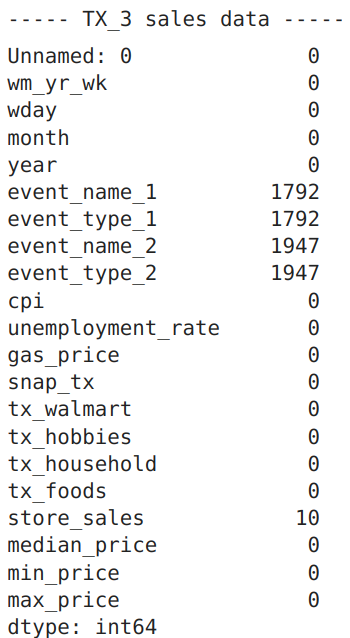 ----- TX_3 sales data -----
Unnamed: 0              0
wm_yr_wk                0
wday                    0
month                   0
year                    0
event_name_1         1792
event_type_1         1792
event_name_2         1947
event_type_2         1947
cpi                     0
unemployment_rate       0
gas_price               0
snap_tx                 0
tx_walmart              0
tx_hobbies              0
tx_household            0
tx_foods                0
store_sales            10
median_price            0
min_price               0
max_price               0
dtype: int64